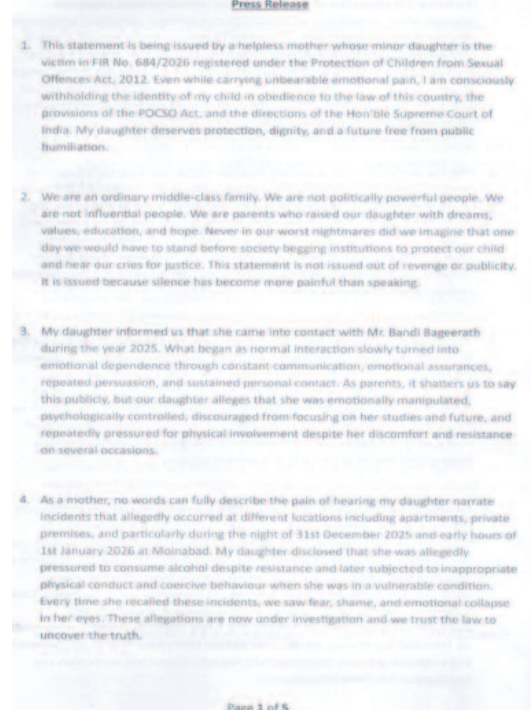 Press Release
1. This statement is being issued by a helpless mother whose minor daughter is the
victim in FIR No. 684/2026 registered under the Protection of Children from Sexual
Offences Act, 2012. Even while carrying unbearable emotional pain, I am consciously
withholding the identity of my child in obedience to the law of this country, the
provisions of the POCSO Act, and the directions of the Hon'ble Supreme Court of
India. My daughter deserves protection, dignity, and a future free from public
humiliation.
2. We are an ordinary middle-class family. We are not politically powerful people. We
are not influential people. We are parents who raised our daughter with dreams,
values, education, and hope. Never in our worst nightmares did we imagine that one
day we would have to stand before society begging institutions to protect our child
and hear our cries for justice. This statement is not issued out of revenge or publicity.
It is issued because silence has become more painful than speaking.
3. My daughter informed us that she came into contact with Mr. Bandi Bageerath
during the year 2025. What began as normal interaction slowly turned into
emotional dependence through constant communication, emotional assurances,
repeated persuasion, and sustained personal contact. As parents, it shatters us to say
this publicly, but our daughter alleges that she was emotionally manipulated,
psychologically controlled, discouraged from focusing on her studies and future, and
repeatedly pressured for physical involvement despite her discomfort and resistance
on several occasions.
4. As a mother, no words can fully describe the pain of hearing my daughter narrate
incidents that allegedly occurred at different locations including apartments, private
premises, and particularly during the night of 31st December 2025 and early hours of
1st January 2026 at Moinabad. My daughter disclosed that she was allegedly
pressured to consume alcohol despite resistance and later subjected to inappropriate
physical conduct and coercive behaviour when she was in a vulnerable condition.
Every time she recalled these incidents, we saw fear, shame, and emotional collapse
in her eyes. These allegations are now under investigation and we trust the law to
uncover the truth.
Page 1 of 5